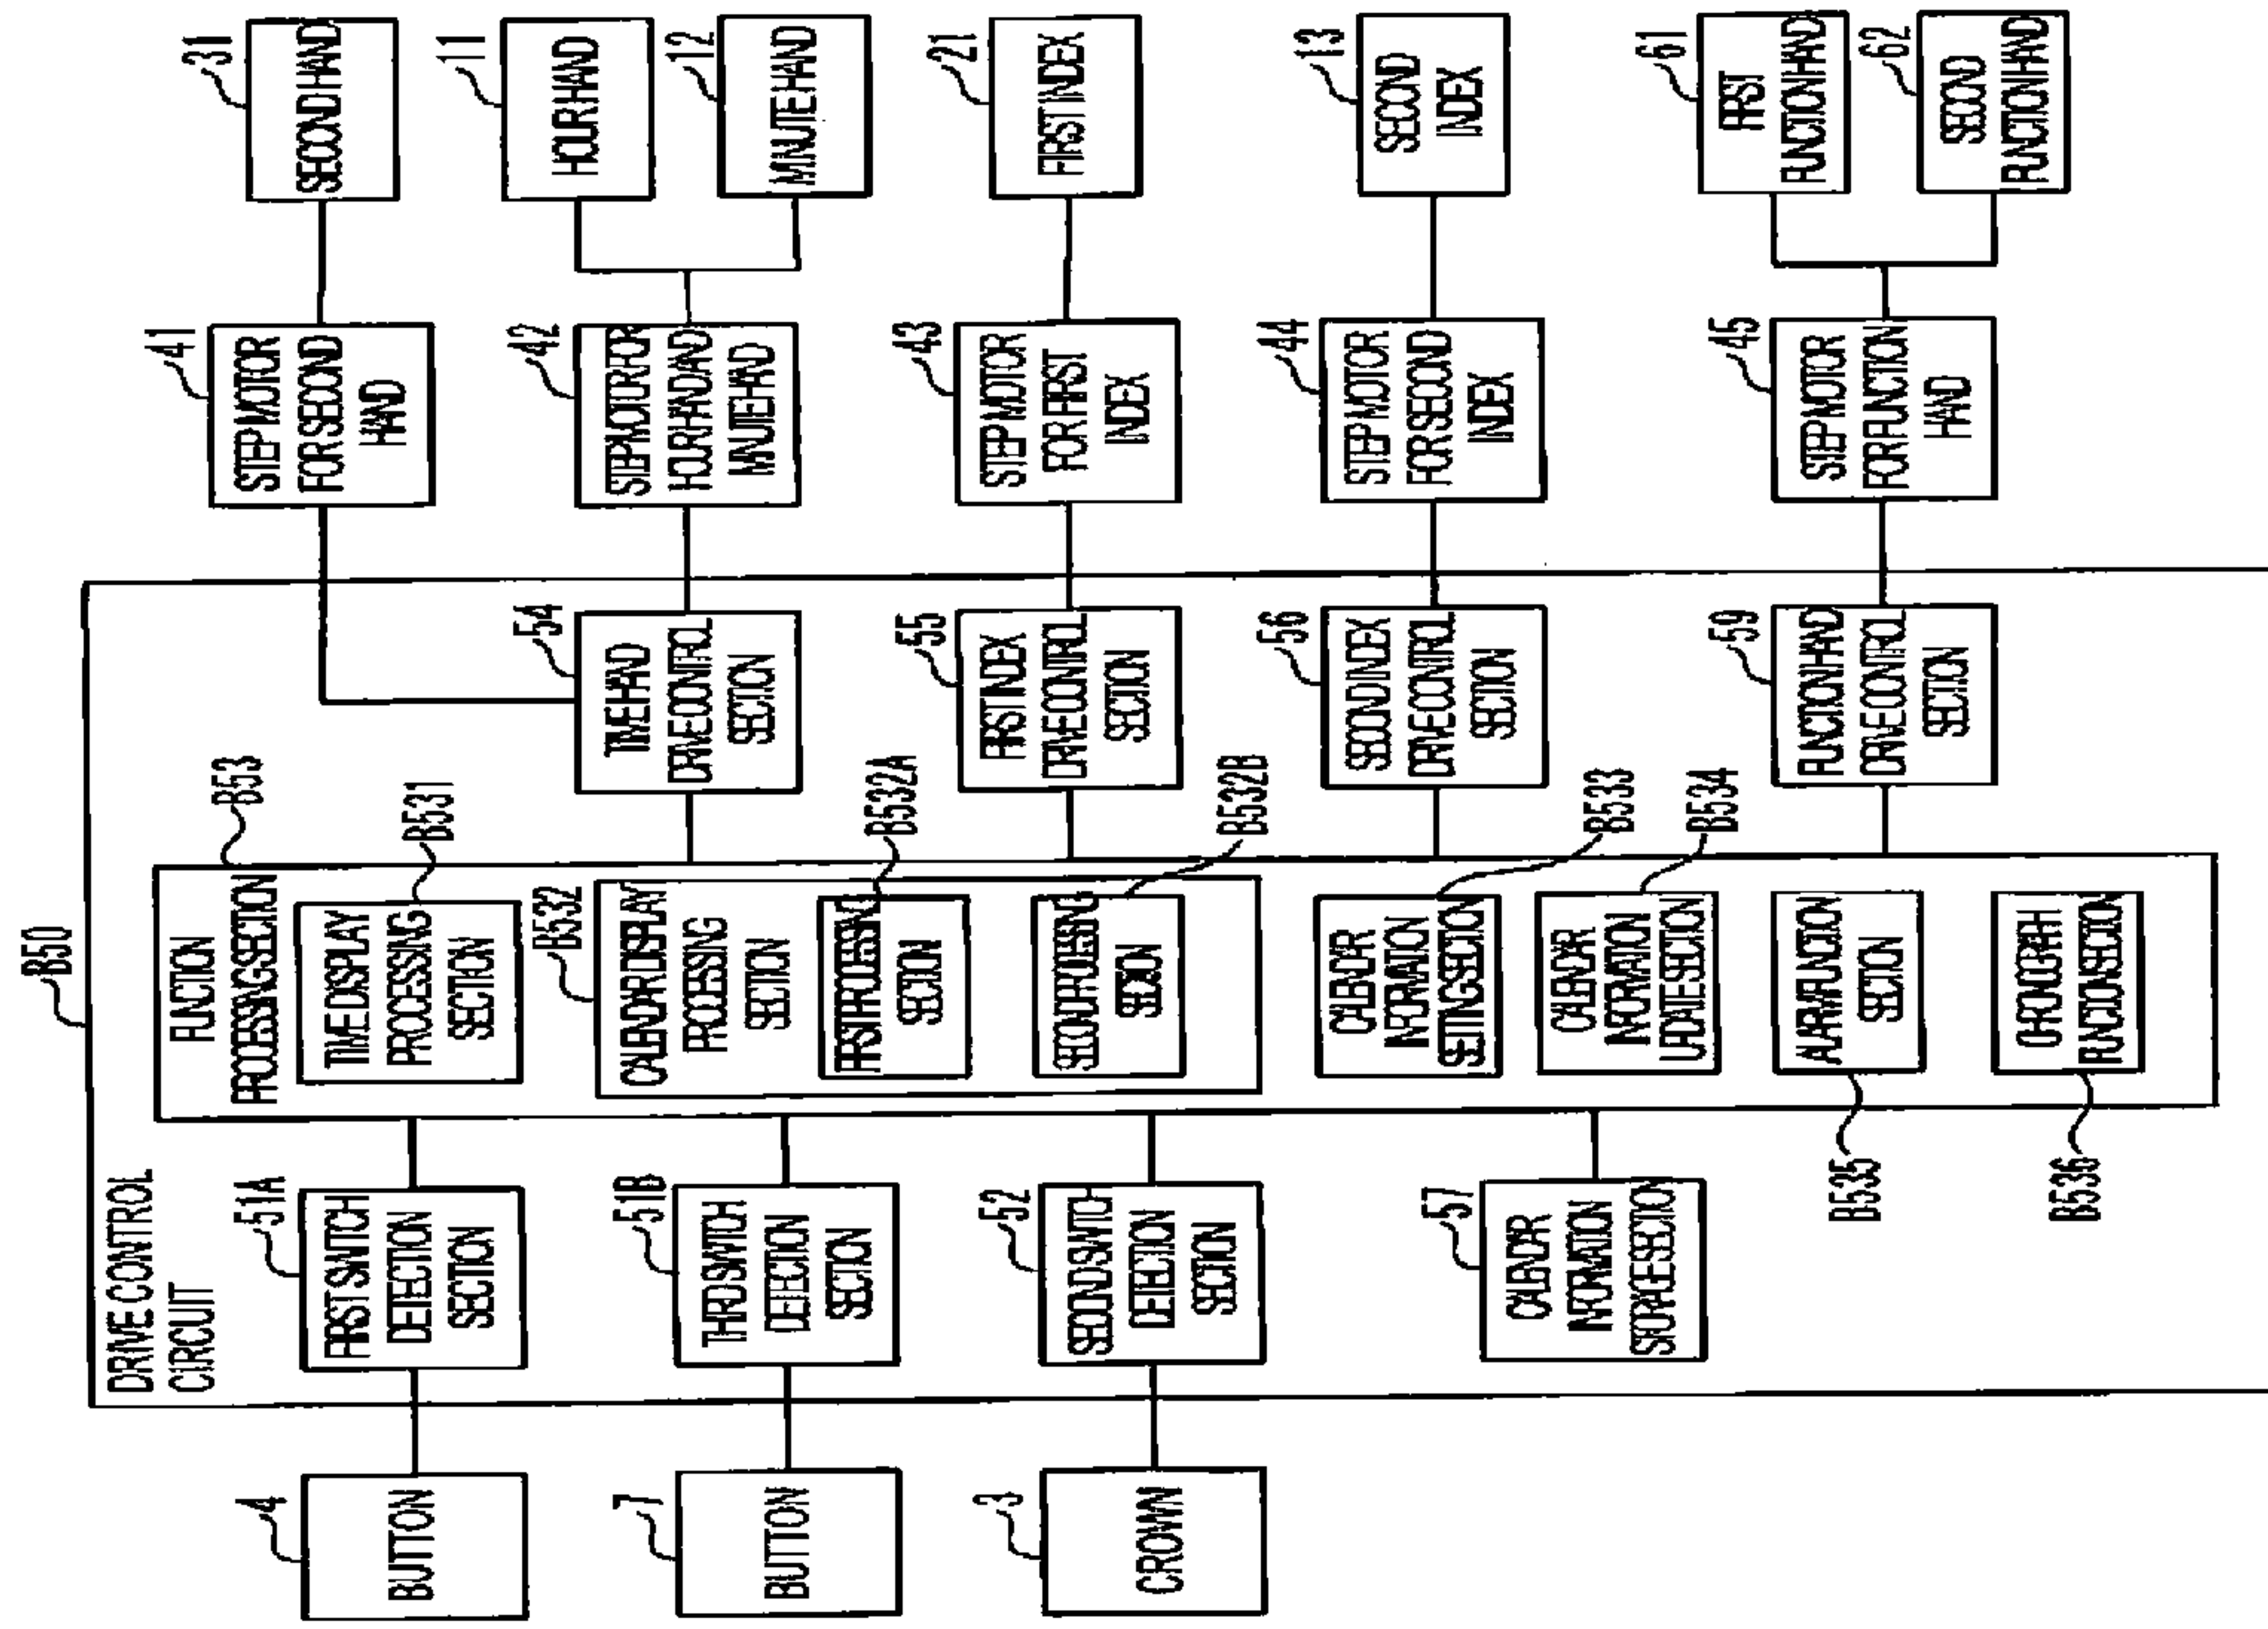 B50
DRIVE CONTROL
CIRCUIT
4
BUTTON
51A
FIRST SWITCH
DETECTION
SECTION
7
BUTTON
51B
THIRD SWITCH
DETECTION
SECTION
3
CROWN
52
SECOND SWITCH
DETECTION
SECTION
57
CALENDAR
INFORMATION
STORAGE SECTION
B53
FUNCTION
PROCESSING SECTION
B531
TIME DISPLAY
PROCESSING
SECTION
B532
CALENDAR DISPLAY
PROCESSING
SECTION
B532A
FIRST PROCESSING
SECTION
B532B
SECOND PROCESSING
SECTION
B533
CALENDAR
INFORMATION
SETTING SECTION
B534
CALENDAR
INFORMATION
UPDATE SECTION
B535
ALARM FUNCTION
SECTION
B536
CHRONOGRAPH
FUNCTION SECTION
54
TIME HAND
DRIVE CONTROL
SECTION
55
FIRST INDEX
DRIVE CONTROL
SECTION
56
SECOND INDEX
DRIVE CONTROL
SECTION
59
FUNCTION HAND
DRIVE CONTROL
SECTION
41
STEP MOTOR
FOR SECOND
HAND
42
STEP MOTOR FOR
HOUR HAND AND
MINUTE HAND
43
STEP MOTOR
FOR FIRST
INDEX
44
STEP MOTOR
FOR SECOND
INDEX
45
STEP MOTOR
FOR FUNCTION
HAND
31
SECOND HAND
11
HOUR HAND
12
MINUTE HAND
21
FIRST INDEX
13
SECOND
INDEX
61
FIRST
FUNCTION HAND
62
SECOND
FUNCTION HAND